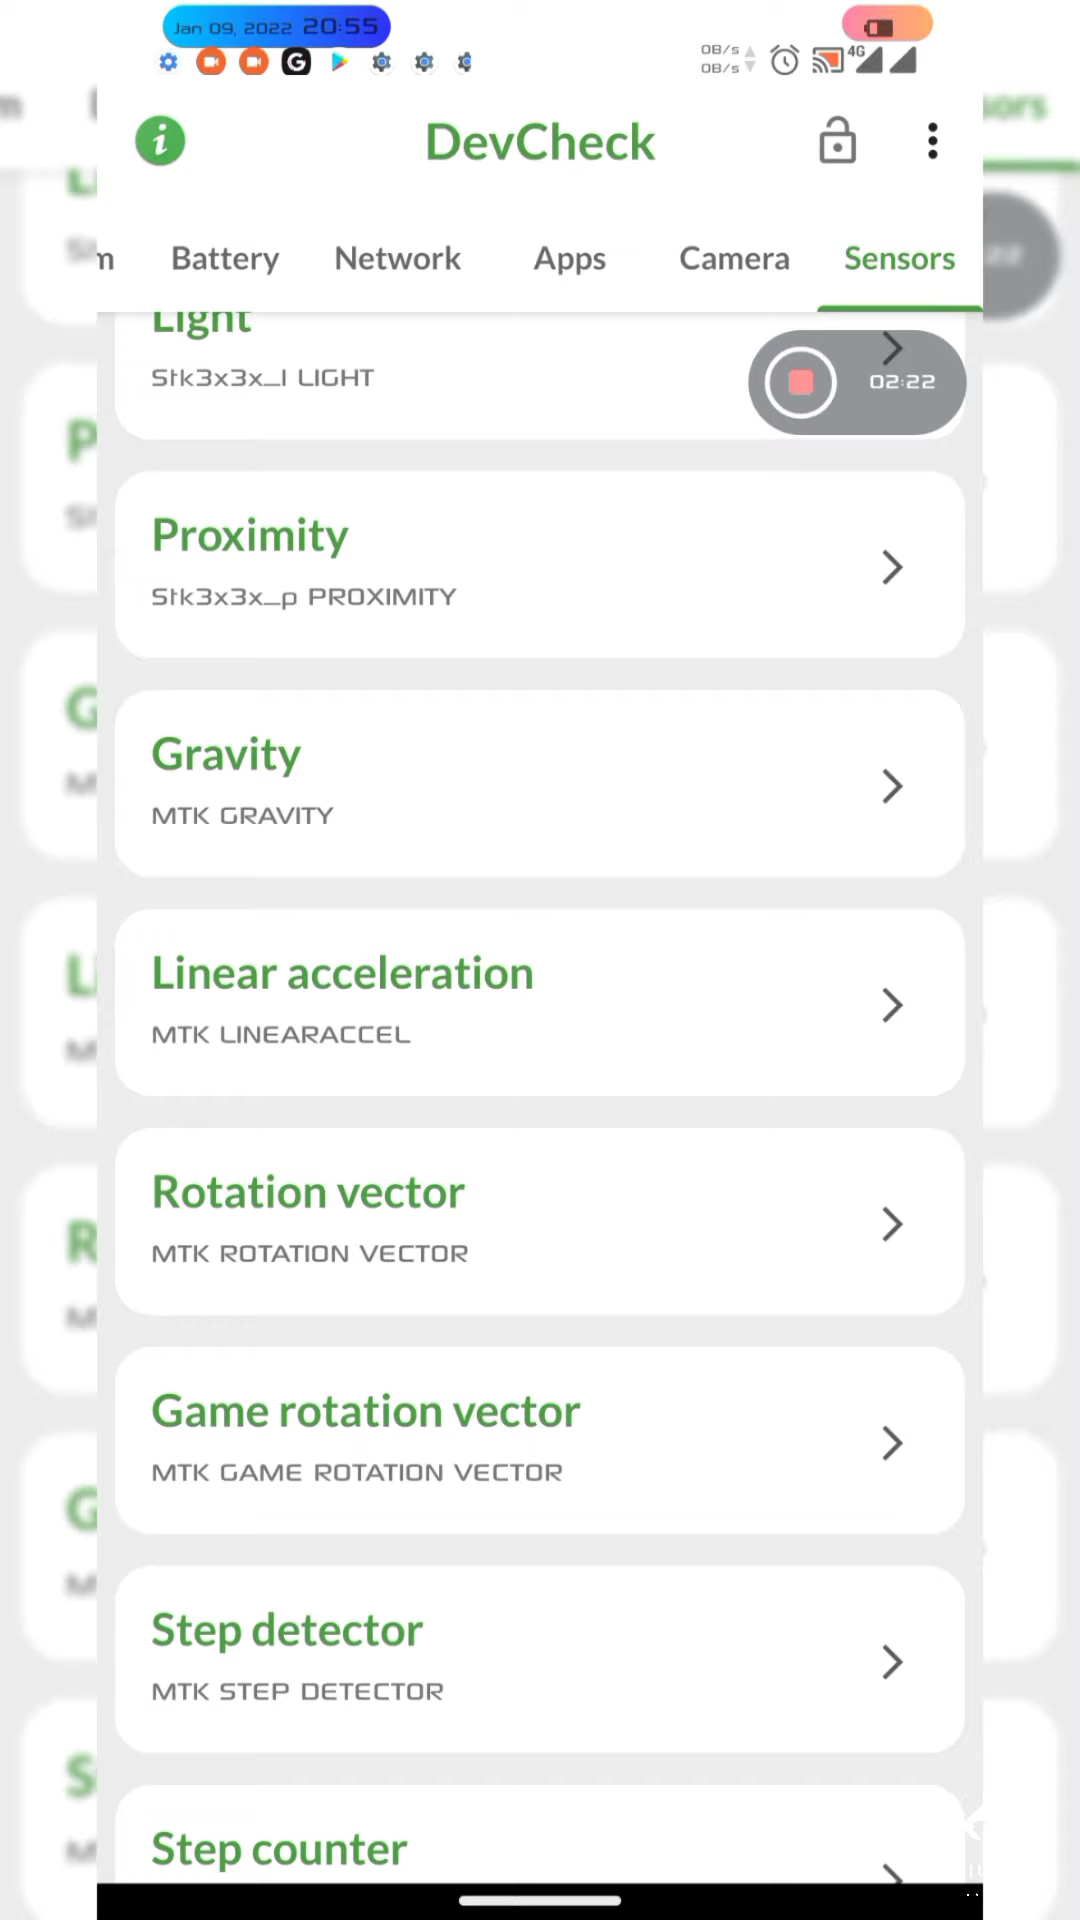 Jan 09, 2022 20:55
0B/s
0B/s
4G
DevCheck
m Battery Network Apps Camera Sensors
Light
Stk3x3x_l LIGHT
02:22
Proximity
Stk3x3x_p PROXIMITY
Gravity
MTK GRAVITY
Linear acceleration
MTK LINEARACCEL
Rotation vector
MTK ROTATION VECTOR
Game rotation vector
MTK GAME ROTATION VECTOR
Step detector
MTK STEP DETECTOR
Step counter